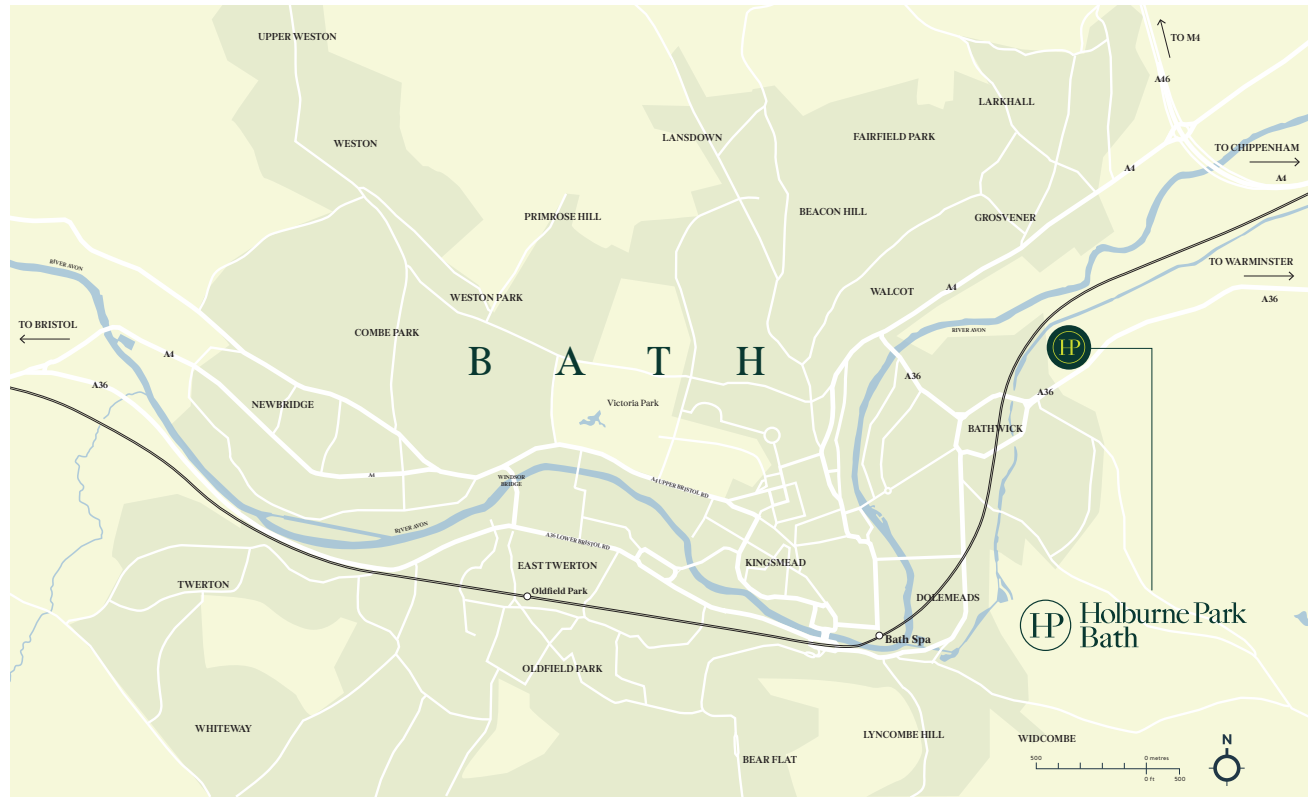 UPPER WESTON
TO M4
A46
LARKHALL
WESTON
LANSDOWN
FAIRFIELD PARK
TO CHIPPENHAM
A4
A4
PRIMROSE HILL
BEACON HILL
GROSVENER
RIVER AVON
TO WARMINSTER
WESTON PARK
WALCOT
A4
A36
TO BRISTOL
COMBE PARK
RIVER AVON
A4
B A T H
HP
A36
A36
A36
NEWBRIDGE
Victoria Park
BATHWICK
A4
WINDSOR
BRIDGE
A4 UPPER BRISTOL RD
RIVER AVON
A36 LOWER BRISTOL RD
EAST TWERTON
KINGSMEAD
TWERTON
Oldfield Park
DOLEMEADS
HP
Holburne Park
Bath
Bath Spa
OLDFIELD PARK
WHITEWAY
LYNCOMBE HILL
WIDCOMBE
N
BEAR FLAT
500
0 metres
0 ft
500